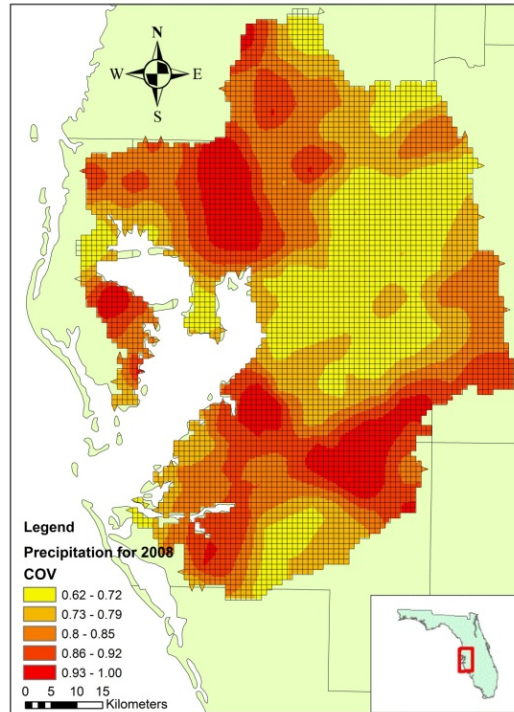 N
W E
S
Legend
Precipitation for 2008
COV
0.62 - 0.72
0.73 - 0.79
0.8 - 0.85
0.86 - 0.92
0.93 - 1.00
0 5 10 15
Kilometers